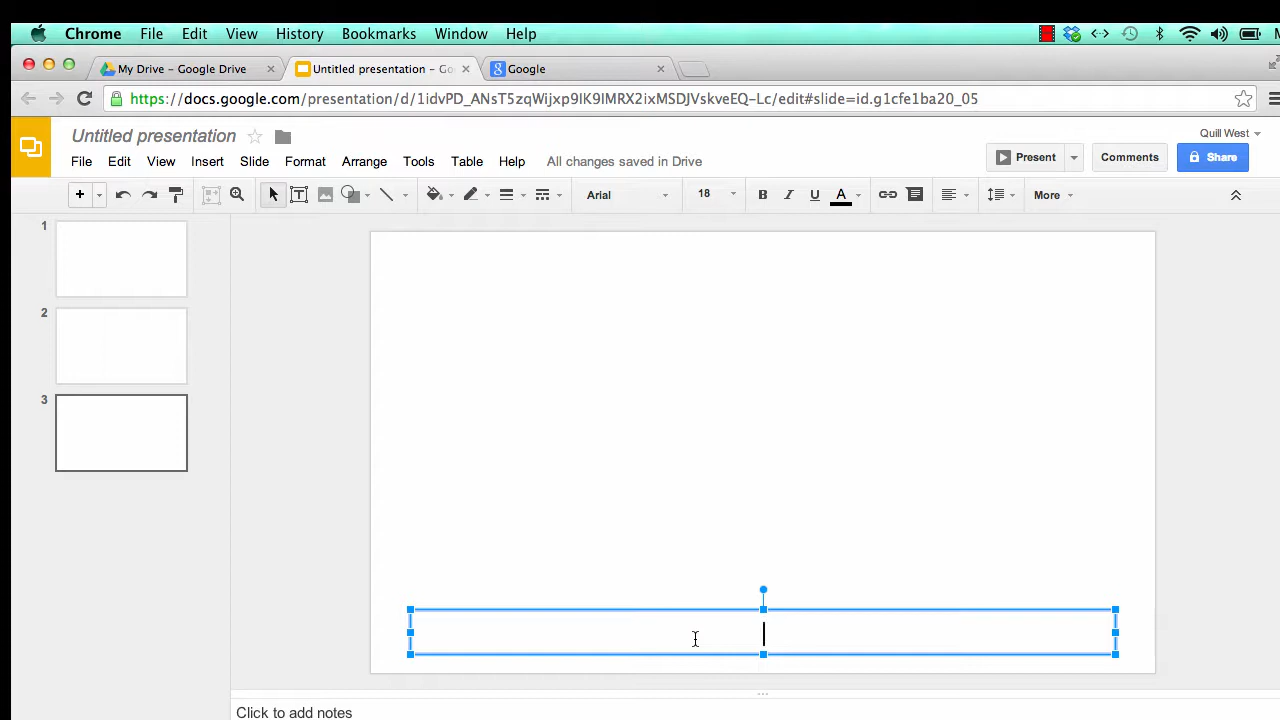 Chrome File Edit View History Bookmarks Window Help
My Drive – Google Drive Untitled presentation – Go Google
https://docs.google.com/presentation/d/1idvPD_ANsT5zqWijxp9lK9lMRX2ixMSDJVskveEQ-Lc/edit#slide=id.g1cfe1ba20_05
Untitled presentation
Quill West
File Edit View Insert Slide Format Arrange Tools Table Help All changes saved in Drive
Present Comments Share
Arial 18 B I U A More
1
2
3
Click to add notes